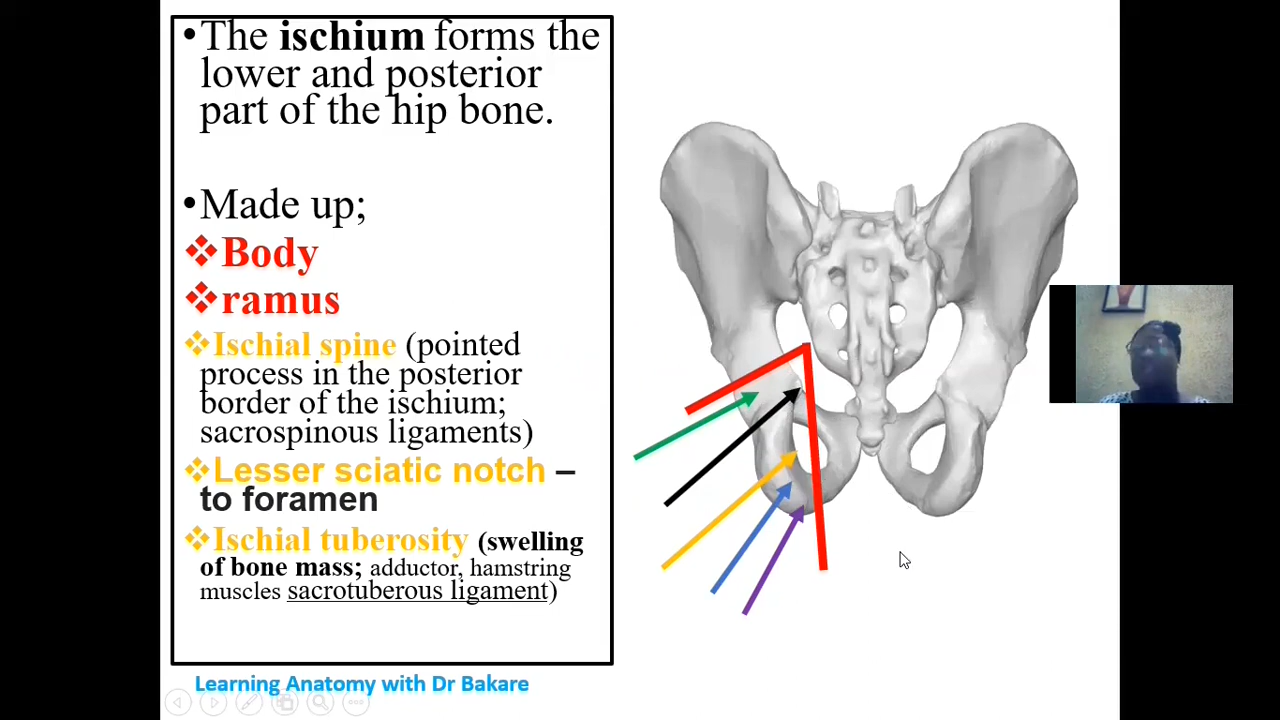 •The ischium forms the
lower and posterior
part of the hip bone.
•Made up;
❖Body
❖ramus
❖Ischial spine (pointed
process in the posterior
border of the ischium;
sacrospinous ligaments)
❖Lesser sciatic notch –
to foramen
❖Ischial tuberosity (swelling
of bone mass; adductor, hamstring
muscles sacrotuberous ligament)
Learning Anatomy with Dr Bakare